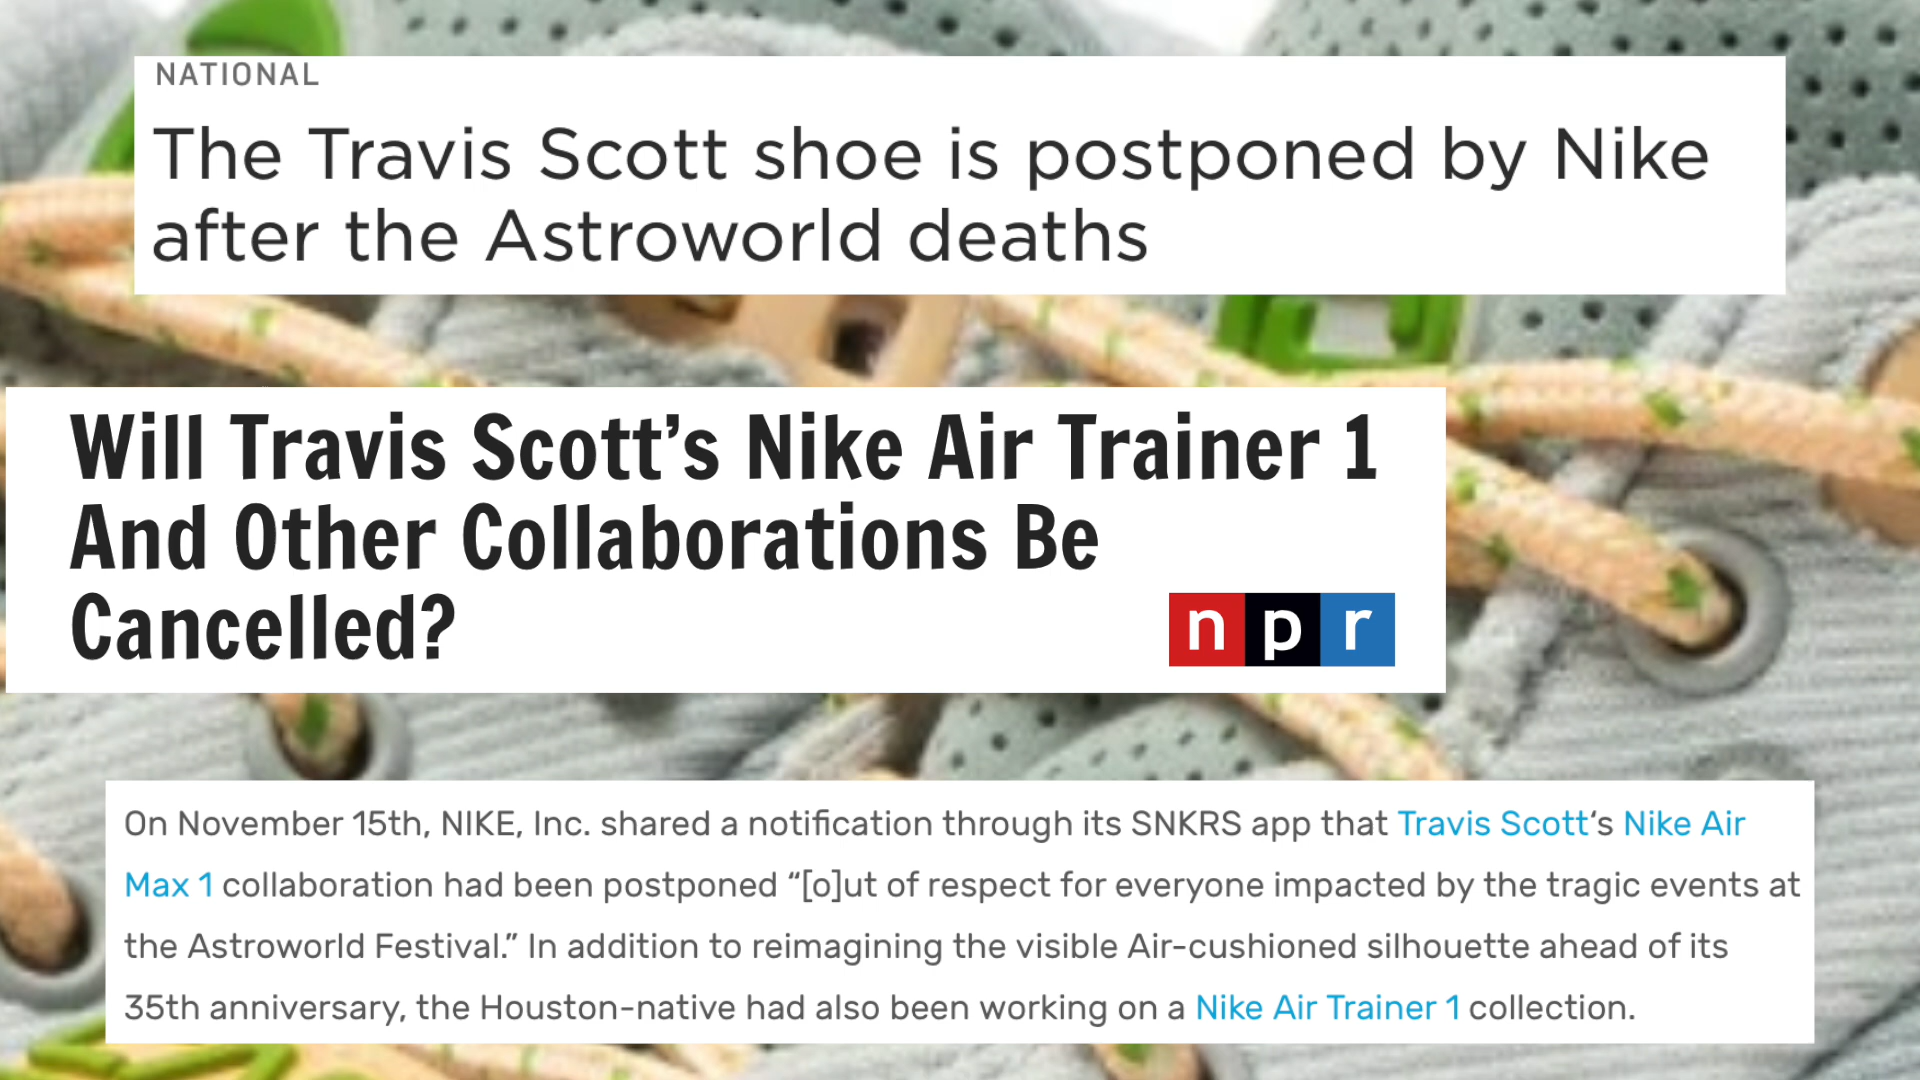 NATIONAL
The Travis Scott shoe is postponed by Nike
after the Astroworld deaths
Will Travis Scott’s Nike Air Trainer 1
And Other Collaborations Be
Cancelled?
npr
On November 15th, NIKE, Inc. shared a notification through its SNKRS app that Travis Scott‘s Nike Air
Max 1 collaboration had been postponed “[o]ut of respect for everyone impacted by the tragic events at
the Astroworld Festival.” In addition to reimagining the visible Air-cushioned silhouette ahead of its
35th anniversary, the Houston-native had also been working on a Nike Air Trainer 1 collection.